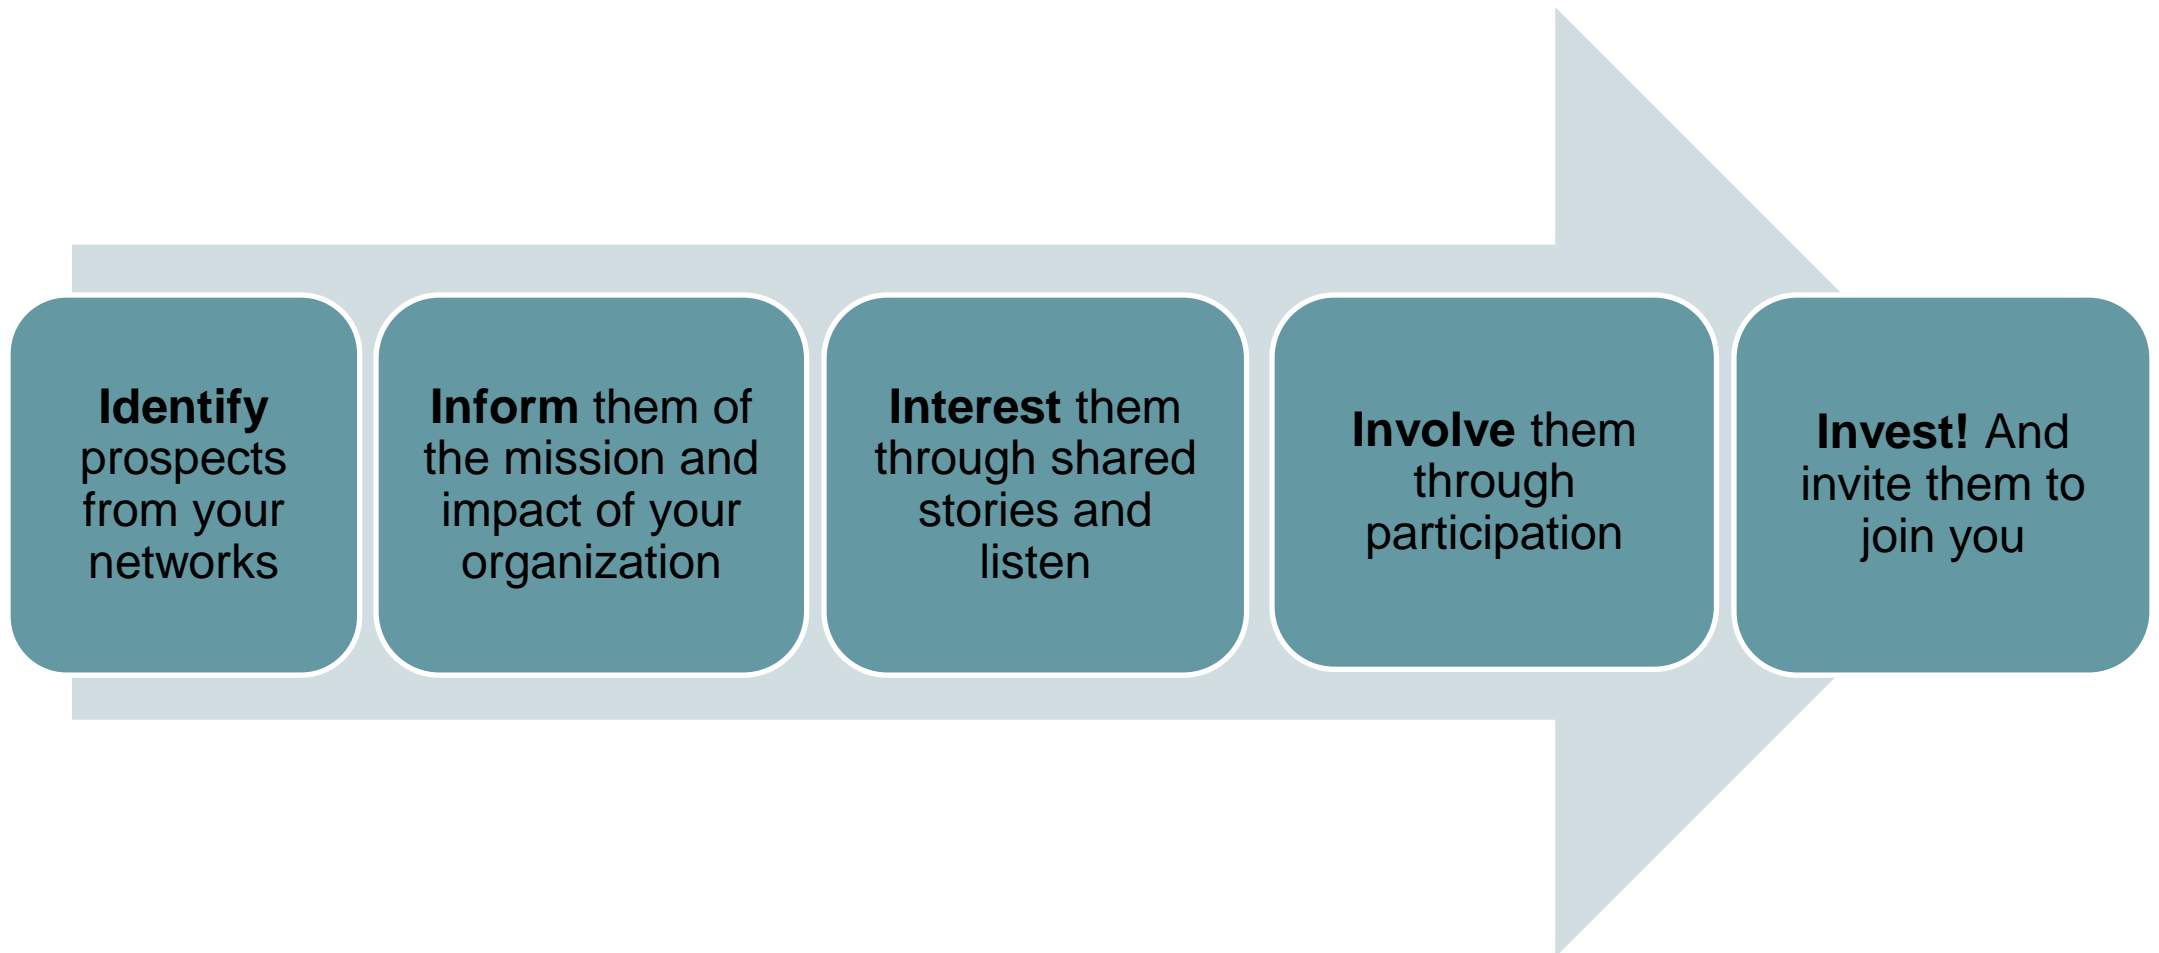 Identify
prospects
from your
networks
Inform them of
the mission and
impact of your
organization
Interest them
through shared
stories and
listen
Involve them
through
participation
Invest! And
invite them to
join you